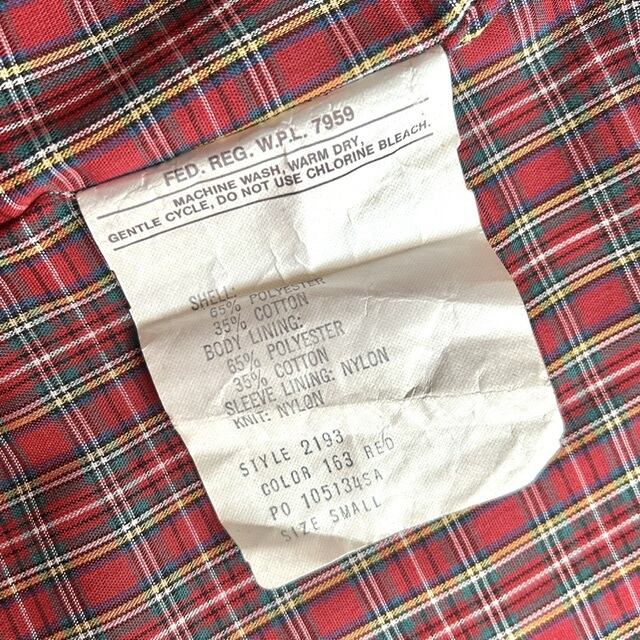 FED. REG. W.P.L. 7959
MACHINE WASH, WARM DRY,
GENTLE CYCLE, DO NOT USE CHLORINE BLEACH.
SHELL:
65% POLYESTER
35% COTTON
BODY LINING:
65% POLYESTER
35% COTTON
SLEEVE LINING: NYLON
KNIT: NYLON
STYLE 2193
COLOR 163 RED
PO 105134SA
SIZE SMALL